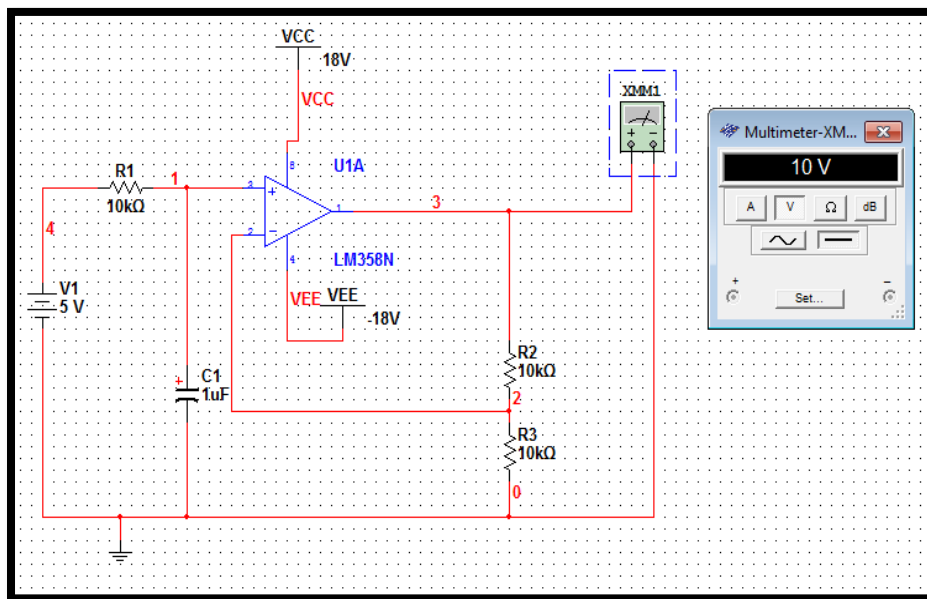 VCC
18V
VCC
XMM1
+ −
Multimeter-XM...
10 V
A V Ω dB
+ −
Set...
8
U1A
R1
10kΩ
1
3
+
1
3
2
−
4
LM358N
4
V1
5 V
VEE
VEE
-18V
R2
10kΩ
+
C1
1uF
2
R3
10kΩ
0